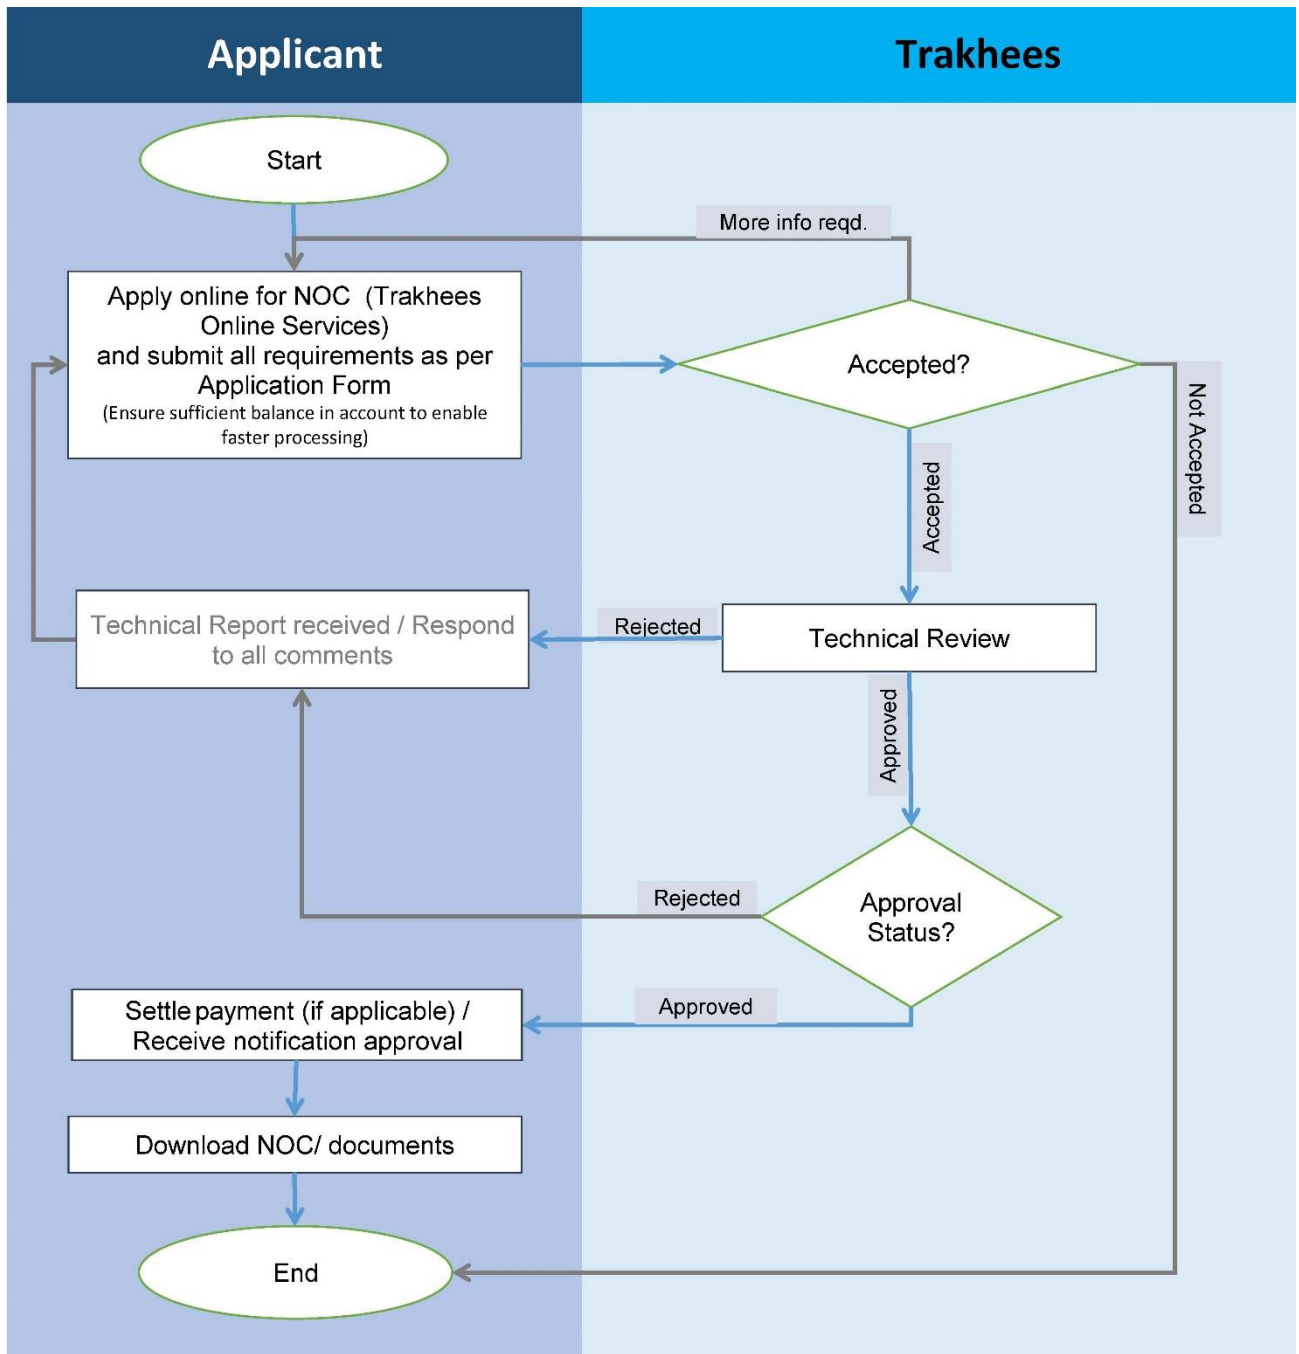 Applicant
Trakhees
Start
More info reqd.
Apply online for NOC (Trakhees
Online Services)
and submit all requirements as per
Application Form
(Ensure sufficient balance in account to enable
faster processing)
Accepted?
Not Accepted
Accepted
Technical Report received / Respond
to all comments
Rejected
Technical Review
Approved
Rejected
Approval
Status?
Settle payment (if applicable) /
Receive notification approval
Approved
Download NOC/ documents
End